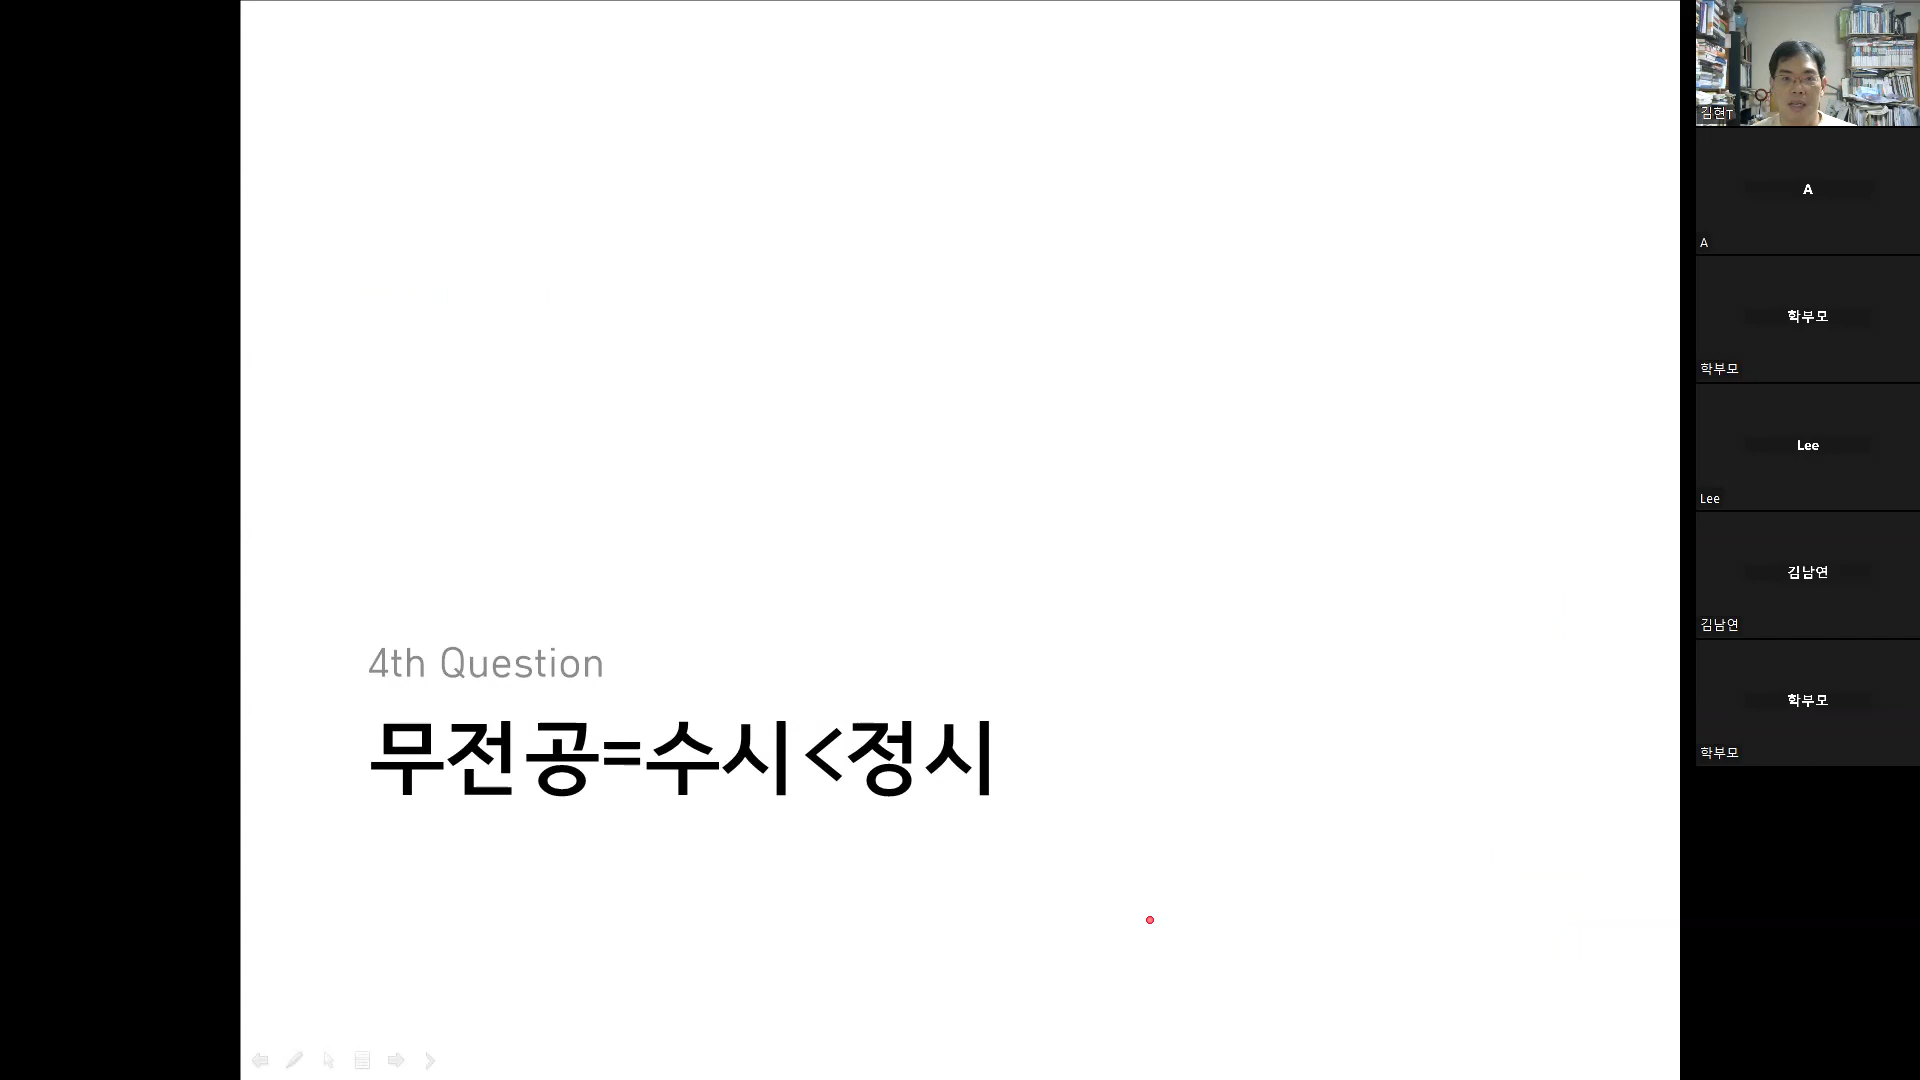 4th Question
무전공=수시<정시
김현T
A
A
학부모
학부모
Lee
Lee
김남연
김남연
학부모
학부모